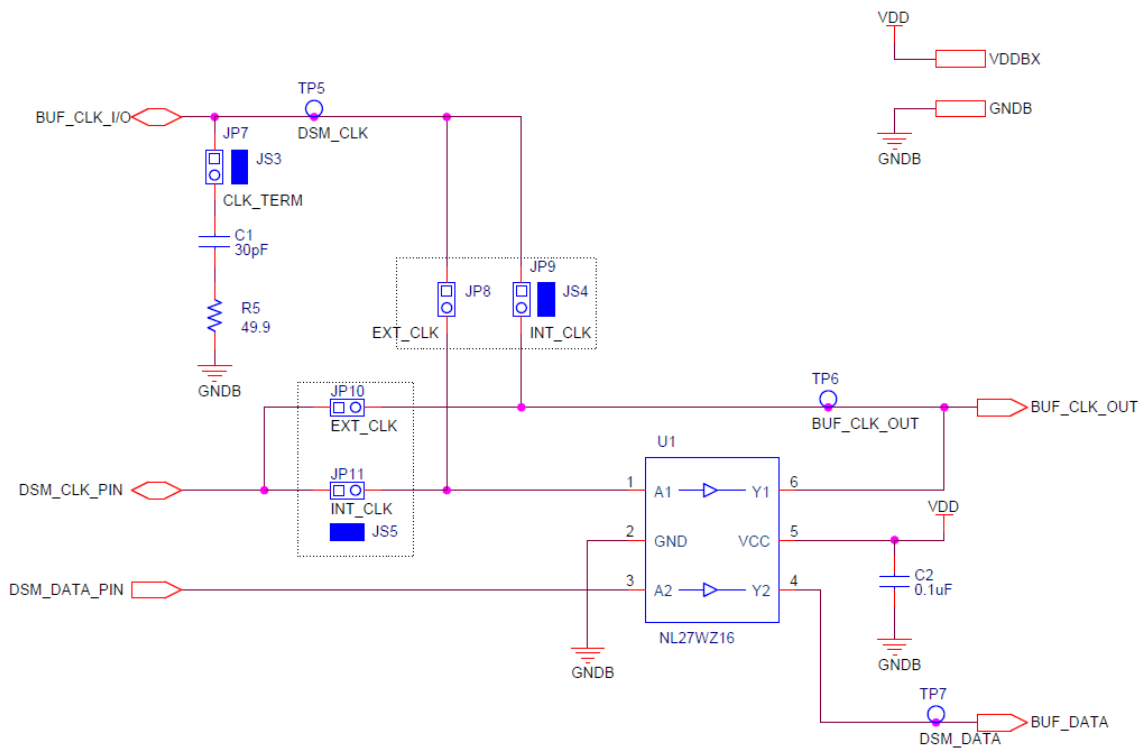 VDD
VDDBX
TP5
GNDB
BUF_CLK_I/O
DSM_CLK
JP7
GNDB
JS3
CLK_TERM
C1
30pF
JP9
JP8
JS4
R5
49.9
EXT_CLK
INT_CLK
GNDB
JP10
TP6
BUF_CLK_OUT
EXT_CLK
BUF_CLK_OUT
U1
JP11
DSM_CLK_PIN
1
A1
Y1
6
INT_CLK
VDD
JS5
2
GND
VCC
5
C2
0.1uF
DSM_DATA_PIN
3
A2
Y2
4
NL27WZ16
GNDB
GNDB
TP7
BUF_DATA
DSM_DATA